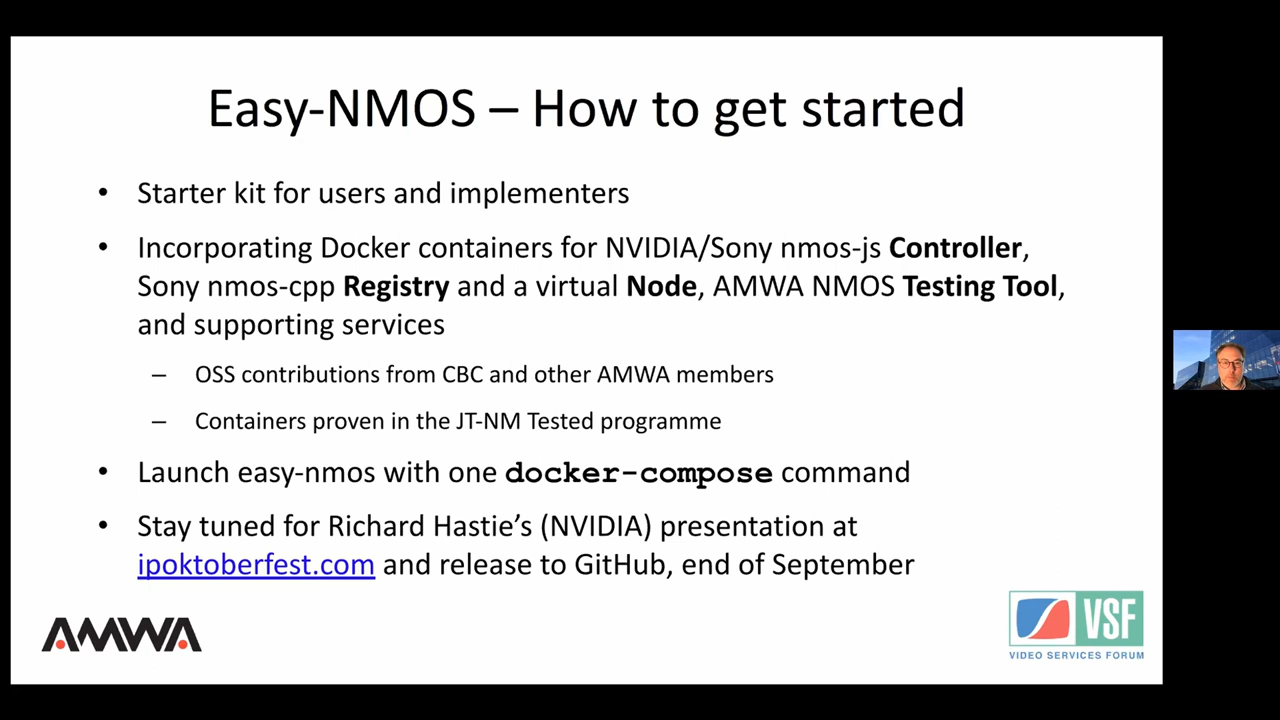 Easy-NMOS – How to get started
• Starter kit for users and implementers
• Incorporating Docker containers for NVIDIA/Sony nmos-js Controller,
Sony nmos-cpp Registry and a virtual Node, AMWA NMOS Testing Tool,
and supporting services
– OSS contributions from CBC and other AMWA members
– Containers proven in the JT-NM Tested programme
• Launch easy-nmos with one docker-compose command
• Stay tuned for Richard Hastie’s (NVIDIA) presentation at
ipoktoberfest.com and release to GitHub, end of September
AMWA
VSF
VIDEO SERVICES FORUM